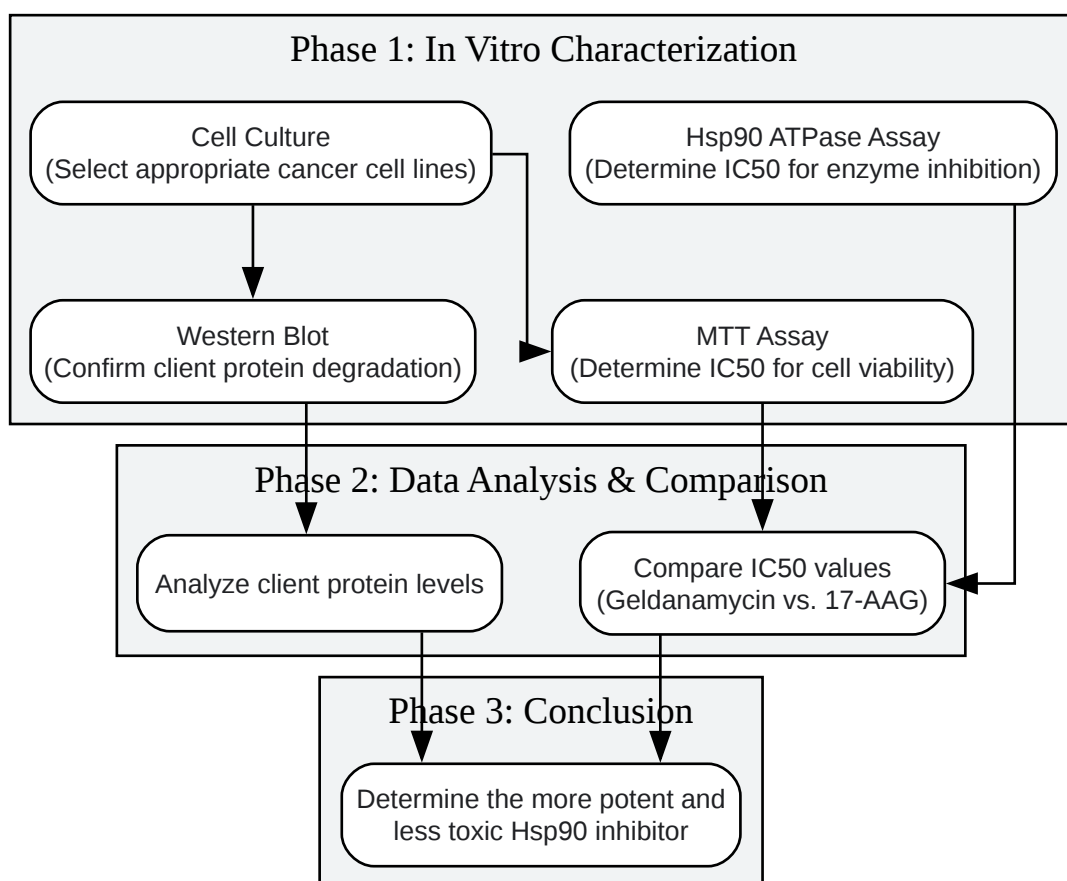 Phase 1: In Vitro Characterization
Cell Culture
(Select appropriate cancer cell lines)
Hsp90 ATPase Assay
(Determine IC50 for enzyme inhibition)
Western Blot
(Confirm client protein degradation)
MTT Assay
(Determine IC50 for cell viability)
Phase 2: Data Analysis & Comparison
Analyze client protein levels
Compare IC50 values
(Geldanamycin vs. 17-AAG)
Phase 3: Conclusion
Determine the more potent and
less toxic Hsp90 inhibitor